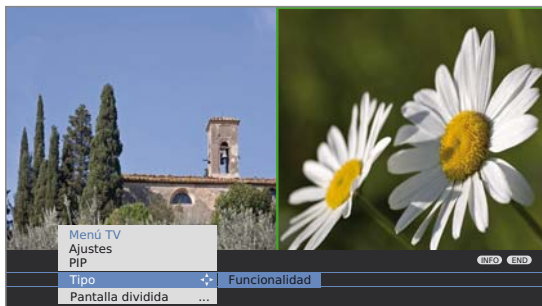 INFO END
Menú TV
Ajustes
PIP
Tipo Funcionalidad
Pantalla dividida ...